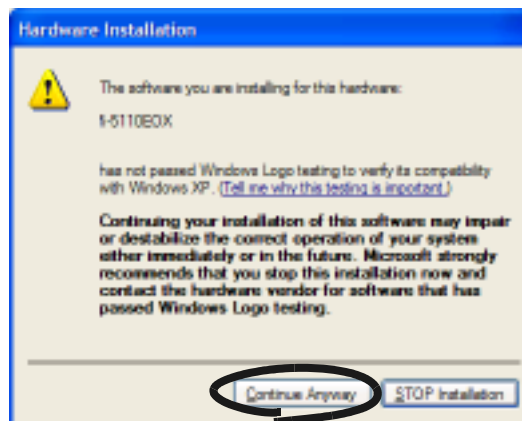 Hardware Installation
The software you are installing for this hardware:
fi-5110EOX
has not passed Windows Logo testing to verify its compatibility
with Windows XP. (Tell me why this testing is important.)
Continuing your installation of this software may impair
or destabilize the correct operation of your system
either immediately or in the future. Microsoft strongly
recommends that you stop this installation now and
contact the hardware vendor for software that has
passed Windows Logo testing.
Continue Anyway
STOP Installation